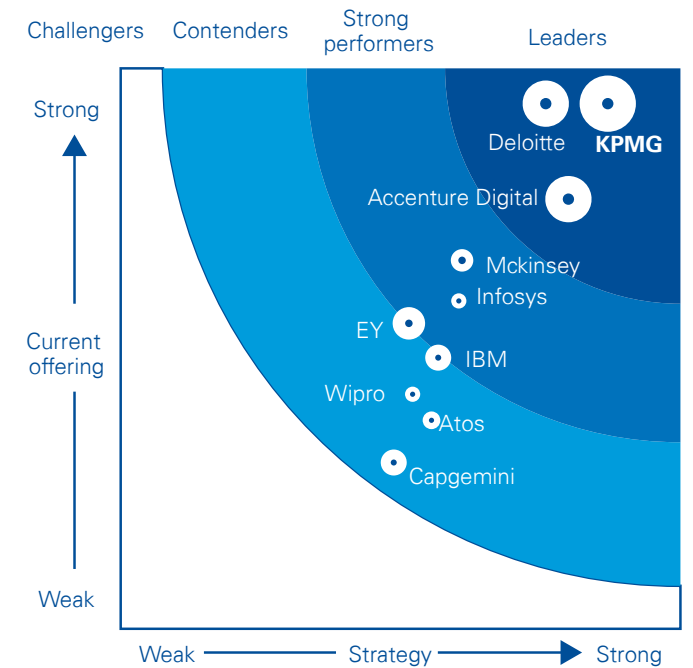 Challengers
Contenders
Strong
performers
Leaders
Strong
Deloitte
KPMG
Accenture Digital
Mckinsey
Infosys
EY
Current
offering
IBM
Wipro
Atos
Capgemini
Weak
Weak
Strategy
Strong